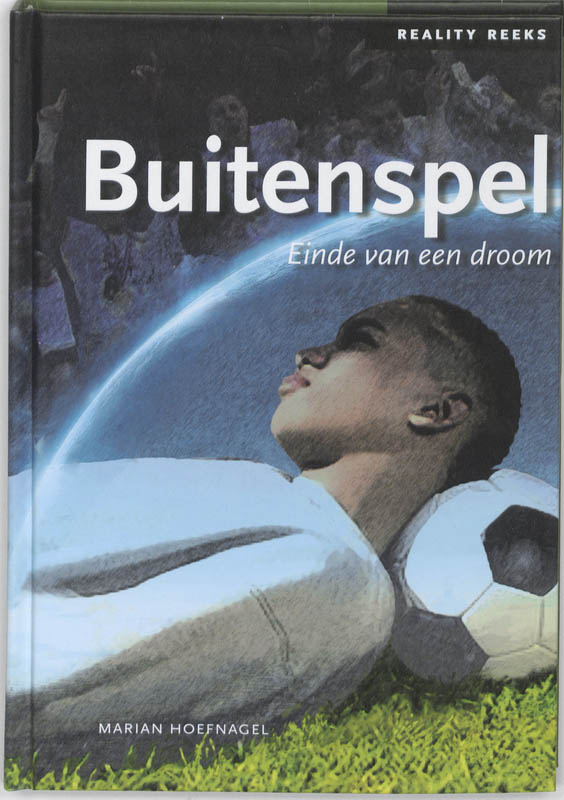 REALITY REEKS
Buitenspel
Einde van een droom
MARIAN HOEFNAGEL